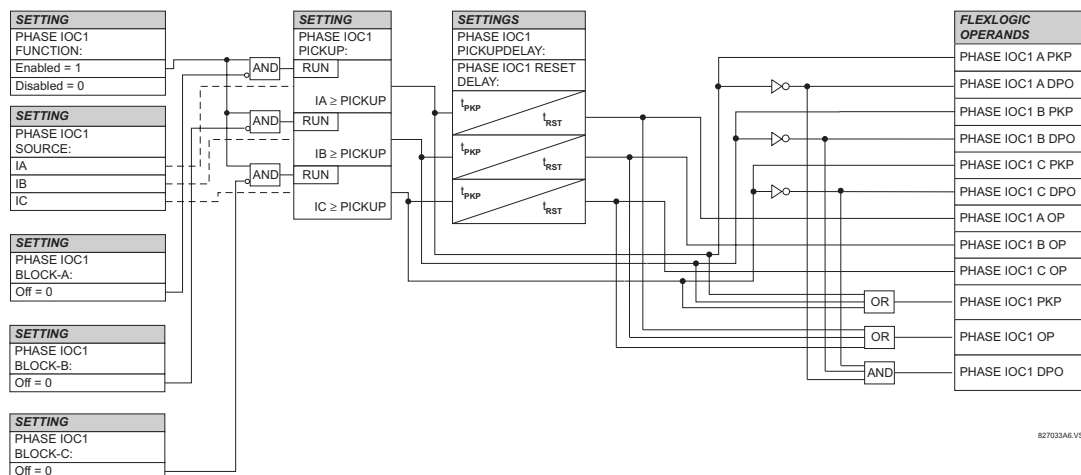 SETTING
PHASE IOC1
FUNCTION:
Enabled = 1
Disabled = 0
SETTING
PHASE IOC1
SOURCE:
IA
IB
IC
SETTING
PHASE IOC1
BLOCK-A:
Off = 0
SETTING
PHASE IOC1
BLOCK-B:
Off = 0
SETTING
PHASE IOC1
BLOCK-C:
Off = 0
AND
AND
AND
SETTING
PHASE IOC1
PICKUP:
RUN
IA ≥ PICKUP
RUN
IB ≥ PICKUP
RUN
IC ≥ PICKUP
SETTINGS
PHASE IOC1
PICKUPDELAY:
PHASE IOC1 RESET
DELAY:
tPKP
tRST
tPKP
tRST
tPKP
tRST
OR
OR
AND
FLEXLOGIC
OPERANDS
PHASE IOC1 A PKP
PHASE IOC1 A DPO
PHASE IOC1 B PKP
PHASE IOC1 B DPO
PHASE IOC1 C PKP
PHASE IOC1 C DPO
PHASE IOC1 A OP
PHASE IOC1 B OP
PHASE IOC1 C OP
PHASE IOC1 PKP
PHASE IOC1 OP
PHASE IOC1 DPO
827033A6.VS